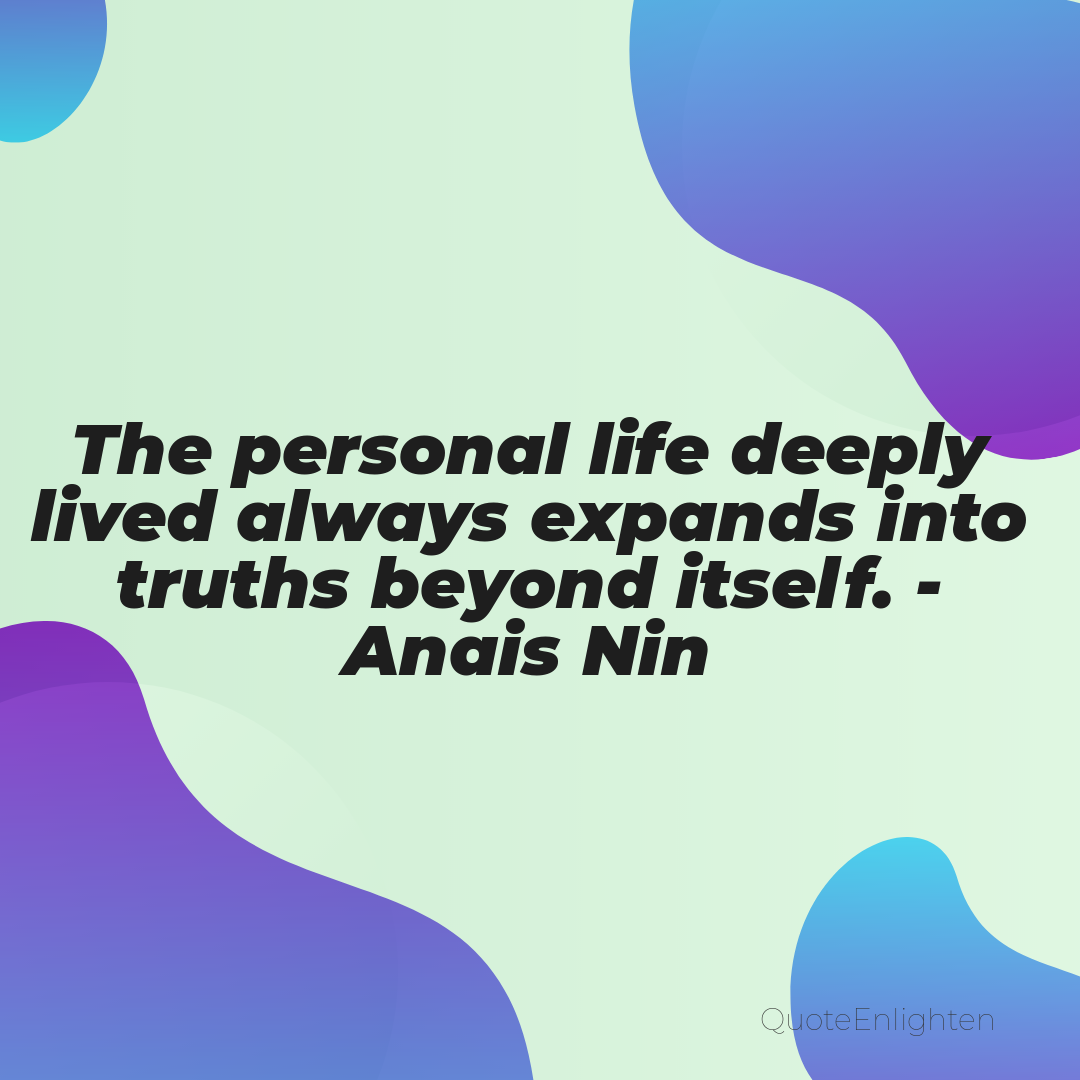 The personal life deeply
lived always expands into
truths beyond itself. -
Anais Nin
QuoteEnlighten